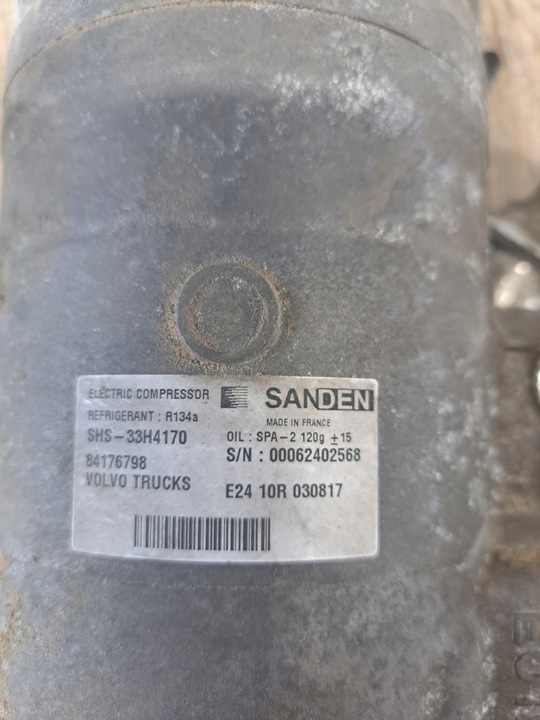 ELECTRIC COMPRESSOR SANDEN
REFRIGERANT : R134a MADE IN FRANCE
SHS-33H4170 OIL : SPA-2 120g ±15
84176798 S/N : 00062402568
VOLVO TRUCKS E24 10R 030817